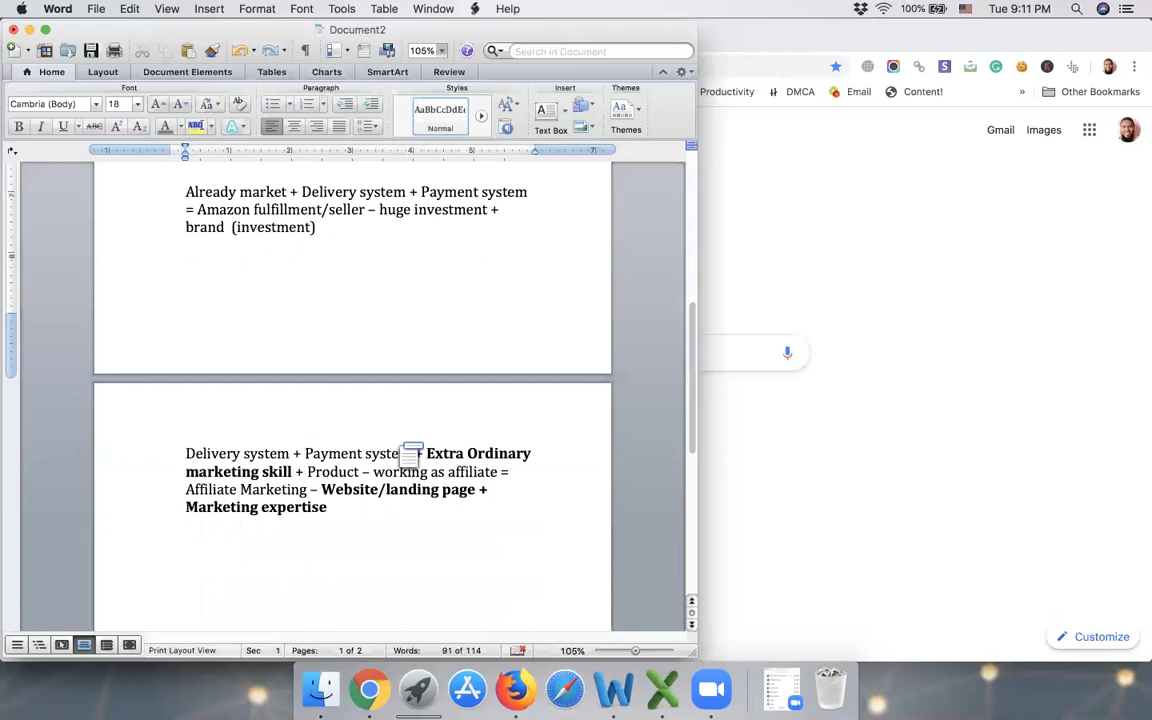 Word File Edit View Insert Format Font Tools Table Window Help 100% Tue 9:11 PM
Document2
105% Search in Document
Home Layout Document Elements Tables Charts SmartArt Review
Font Paragraph Styles Insert Themes
Cambria (Body) 18 AaBbCcDdEe
B I U ABC A² A₂ A ABC A Normal Text Box Themes
Productivity DMCA Email Content! » Other Bookmarks
Gmail Images
Already market + Delivery system + Payment system
= Amazon fulfillment/seller – huge investment +
brand (investment)
Delivery system + Payment syste + Extra Ordinary
marketing skill + Product – working as affiliate =
Affiliate Marketing – Website/landing page +
Marketing expertise
Customize
Print Layout View Sec 1 Pages: 1 of 2 Words: 91 of 114 105%